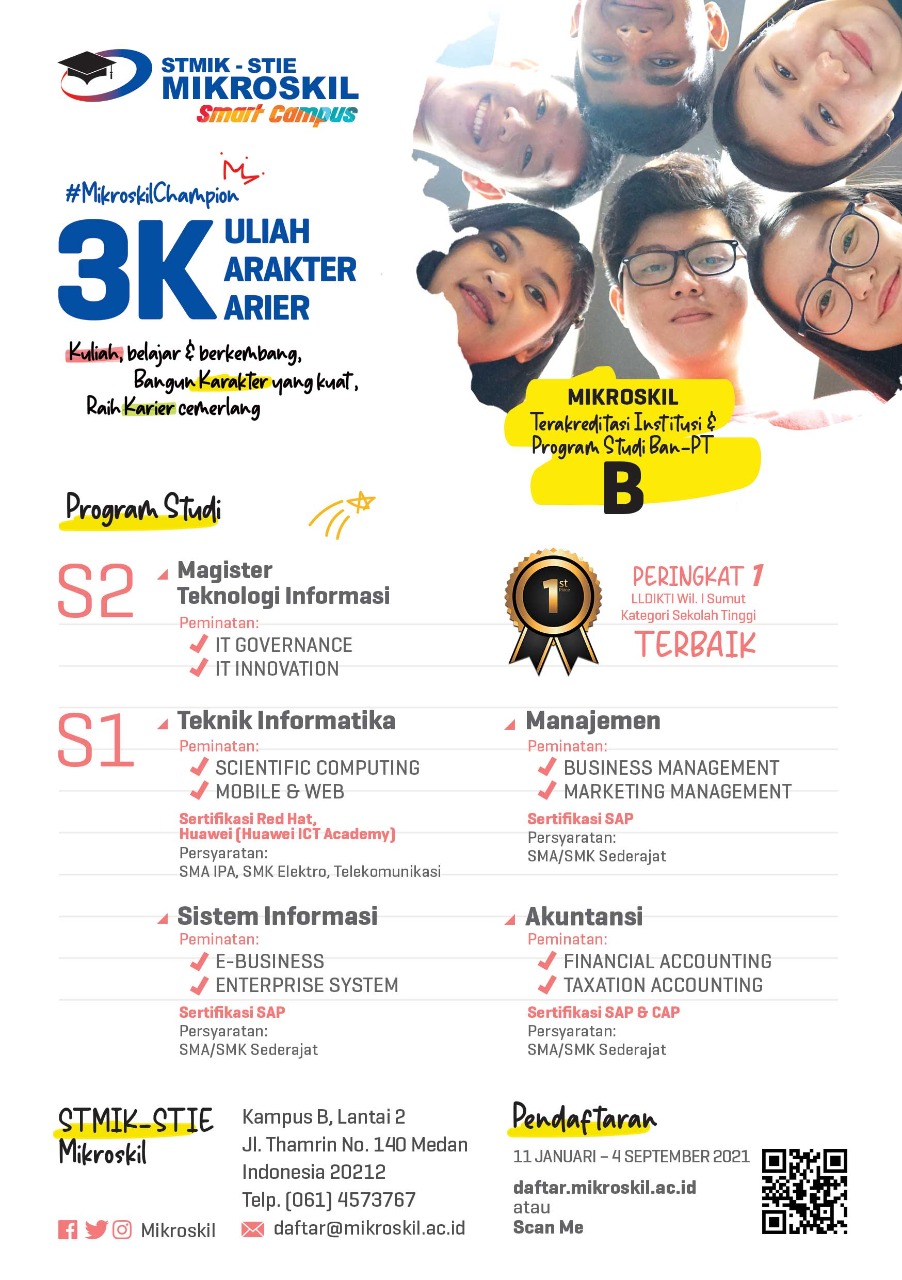 STMIK - STIE
MIKROSKIL
Smart Campus
#MikroskilChampion
3K ULIAH
ARAKTER
ARIER
Kuliah, belajar & berkembang,
Bangun Karakter yang kuat,
Raih Karier cemerlang
MIKROSKIL
Terakreditasi Institusi &
Program Studi Ban-PT
B
Program Studi
S2
Magister
Teknologi Informasi
Peminatan:
IT GOVERNANCE
IT INNOVATION
1st
Place
PERINGKAT 1
LLDIKTI Wil. I Sumut
Kategori Sekolah Tinggi
TERBAIK
S1
Teknik Informatika
Peminatan:
SCIENTIFIC COMPUTING
MOBILE & WEB
Sertifikasi Red Hat,
Huawei (Huawei ICT Academy)
Persyaratan:
SMA IPA, SMK Elektro, Telekomunikasi
Manajemen
Peminatan:
BUSINESS MANAGEMENT
MARKETING MANAGEMENT
Sertifikasi SAP
Persyaratan:
SMA/SMK Sederajat
Sistem Informasi
Peminatan:
E-BUSINESS
ENTERPRISE SYSTEM
Sertifikasi SAP
Persyaratan:
SMA/SMK Sederajat
Akuntansi
Peminatan:
FINANCIAL ACCOUNTING
TAXATION ACCOUNTING
Sertifikasi SAP & CAP
Persyaratan:
SMA/SMK Sederajat
STMIK-STIE
Mikroskil
Mikroskil
Kampus B, Lantai 2
Jl. Thamrin No. 140 Medan
Indonesia 20212
Telp. (061) 4573767
daftar@mikroskil.ac.id
Pendaftaran
11 JANUARI - 4 SEPTEMBER 2021
daftar.mikroskil.ac.id
atau
Scan Me